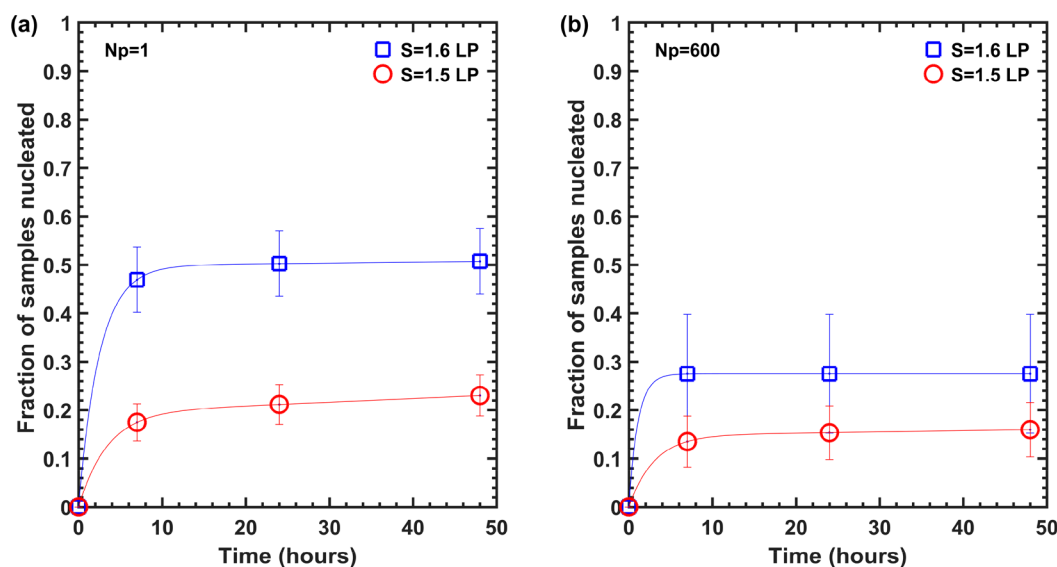 (a)
Np=1
S=1.6 LP
S=1.5 LP
Fraction of samples nucleated
1
0.9
0.8
0.7
0.6
0.5
0.4
0.3
0.2
0.1
0
0 10 20 30 40 50
Time (hours)
(b)
Np=600
S=1.6 LP
S=1.5 LP
Fraction of samples nucleated
1
0.9
0.8
0.7
0.6
0.5
0.4
0.3
0.2
0.1
0
0 10 20 30 40 50
Time (hours)